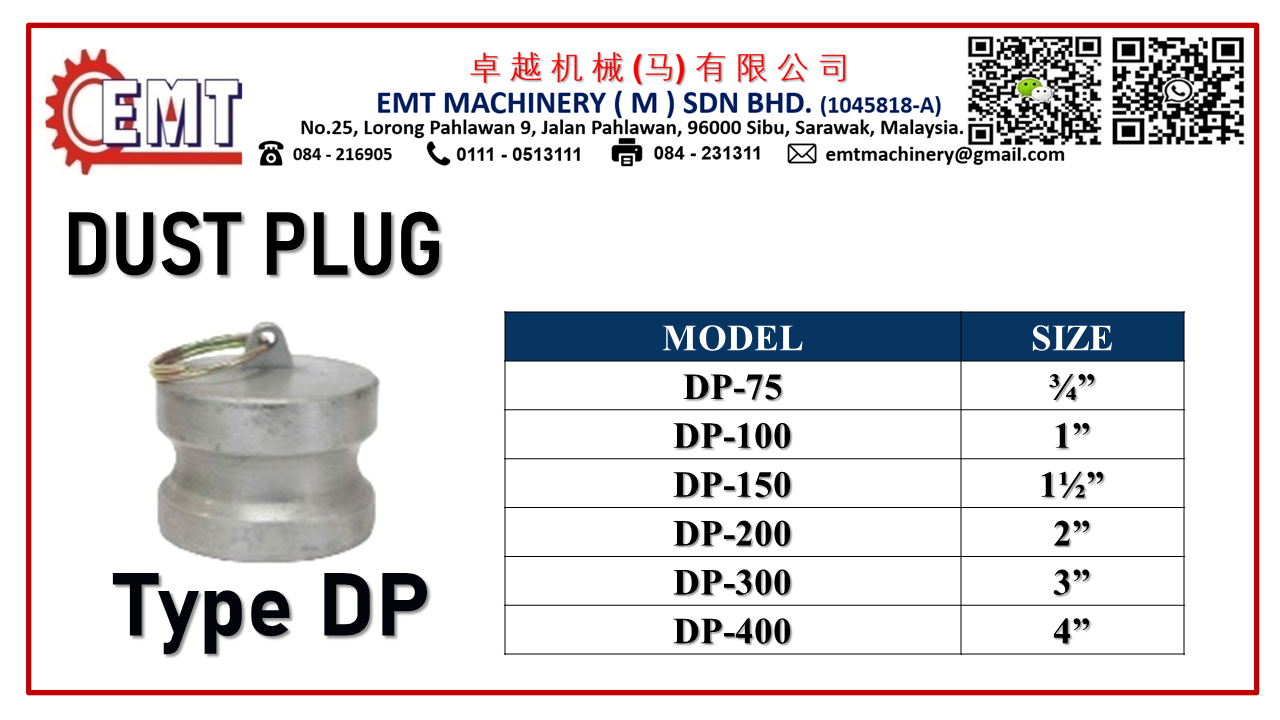 EMT
卓越机械(马)有限公司
EMT MACHINERY ( M ) SDN BHD. (1045818-A)
No.25, Lorong Pahlawan 9, Jalan Pahlawan, 96000 Sibu, Sarawak, Malaysia.
084 - 216905 0111 - 0513111 084 - 231311 emtmachinery@gmail.com
DUST PLUG
MODEL SIZE
DP-75 ¾”
DP-100 1”
DP-150 1½”
DP-200 2”
DP-300 3”
DP-400 4”
Type DP